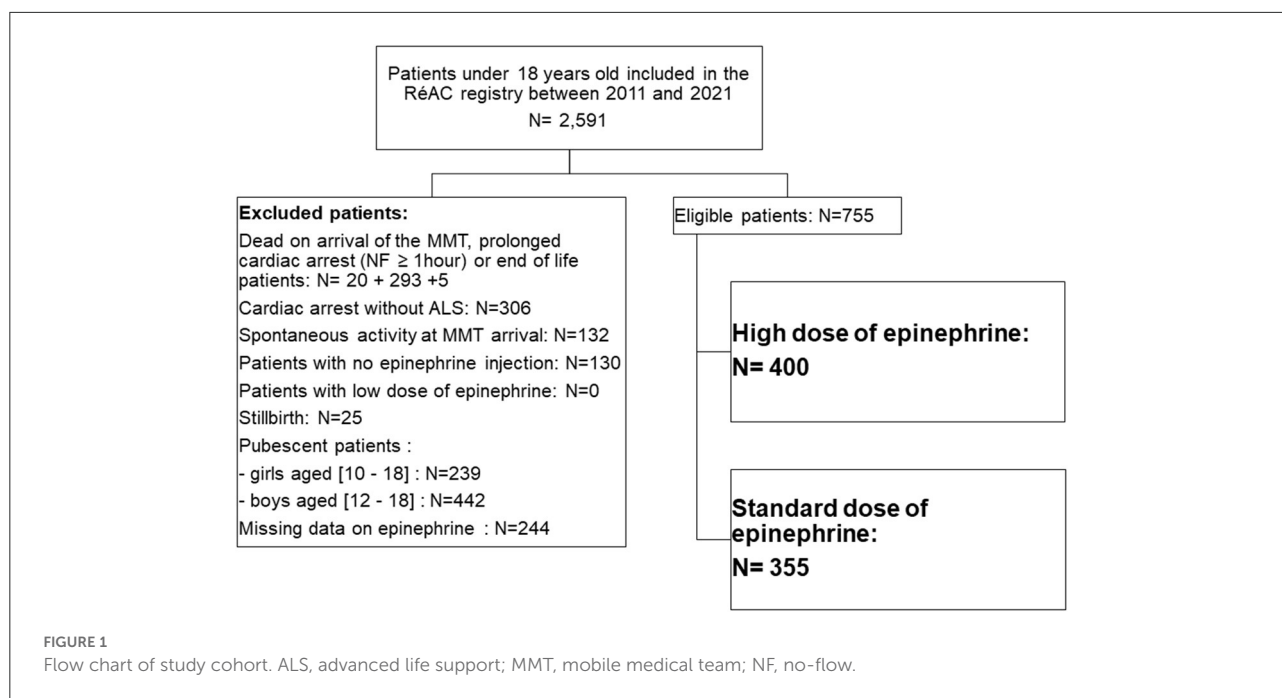 Patients under 18 years old included in the
RéAC registry between 2011 and 2021
N= 2,591
Excluded patients:
Dead on arrival of the MMT, prolonged
cardiac arrest (NF ≥ 1hour) or end of life
patients: N= 20 + 293 +5
Cardiac arrest without ALS: N=306
Spontaneous activity at MMT arrival: N=132
Patients with no epinephrine injection: N=130
Patients with low dose of epinephrine: N=0
Stillbirth: N=25
Pubescent patients :
- girls aged [10 - 18] : N=239
- boys aged [12 - 18] : N=442
Missing data on epinephrine : N=244
Eligible patients: N=755
High dose of epinephrine:
N= 400
Standard dose of
epinephrine:
N= 355
FIGURE 1
Flow chart of study cohort. ALS, advanced life support; MMT, mobile medical team; NF, no-flow.